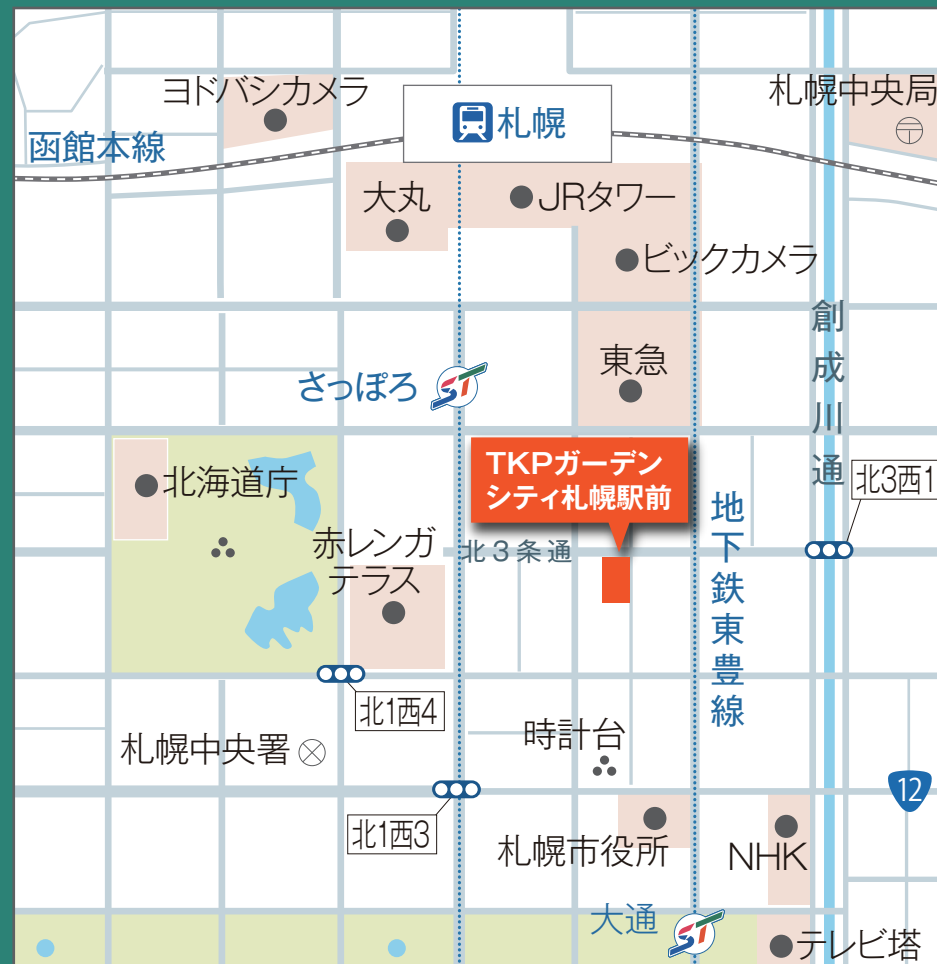 ヨドバシカメラ
札幌中央局
札幌
函館本線
大丸
JRタワー
ビックカメラ
創成川通
東急
さっぽろ
TKPガーデン
シティ札幌駅前
北海道庁
北3西1
地下鉄東豊線
赤レンガ
テラス
北3条通
北1西4
札幌中央署
時計台
12
北1西3
札幌市役所
NHK
大通
テレビ塔